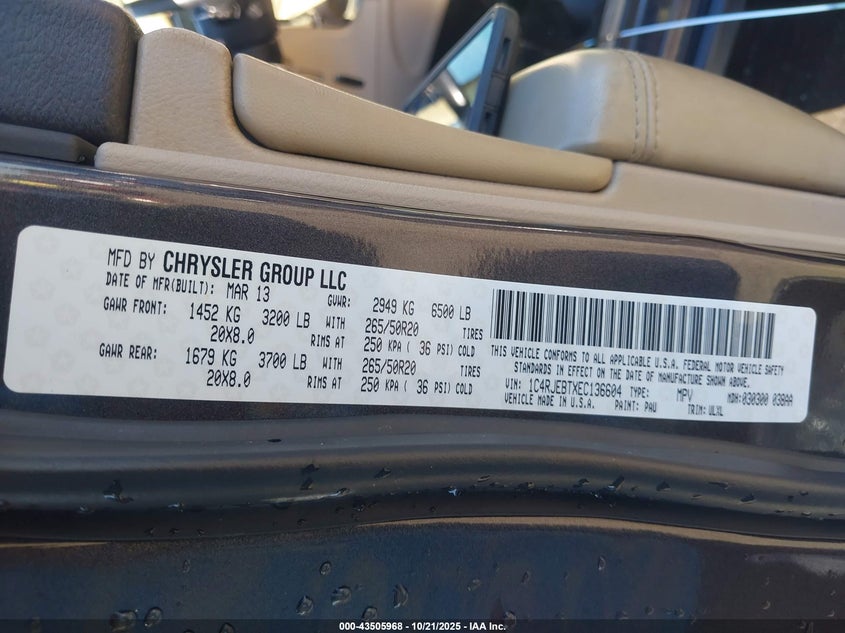 MFD BY CHRYSLER GROUP LLC
DATE OF MFR(BUILT): MAR 13 GVWR: 2949 KG 6500 LB
GAWR FRONT: 1452 KG 3200 LB WITH 265/50R20 TIRES
20X8.0 RIMS AT 250 KPA ( 36 PSI) COLD
GAWR REAR: 1679 KG 3700 LB WITH 265/50R20 TIRES
20X8.0 RIMS AT 250 KPA ( 36 PSI) COLD
THIS VEHICLE CONFORMS TO ALL APPLICABLE U.S.A. FEDERAL MOTOR VEHICLE SAFETY
STANDARDS IN EFFECT ON THE DATE OF MANUFACTURE SHOWN ABOVE.
VIN: 1C4RJEBTXEC136604 TYPE: MPV MDH: 030300 038AA
VEHICLE MADE IN U.S.A. PAINT: PAU TRIM: ULXL
000-43505968 - 10/21/2025 - IAA Inc.